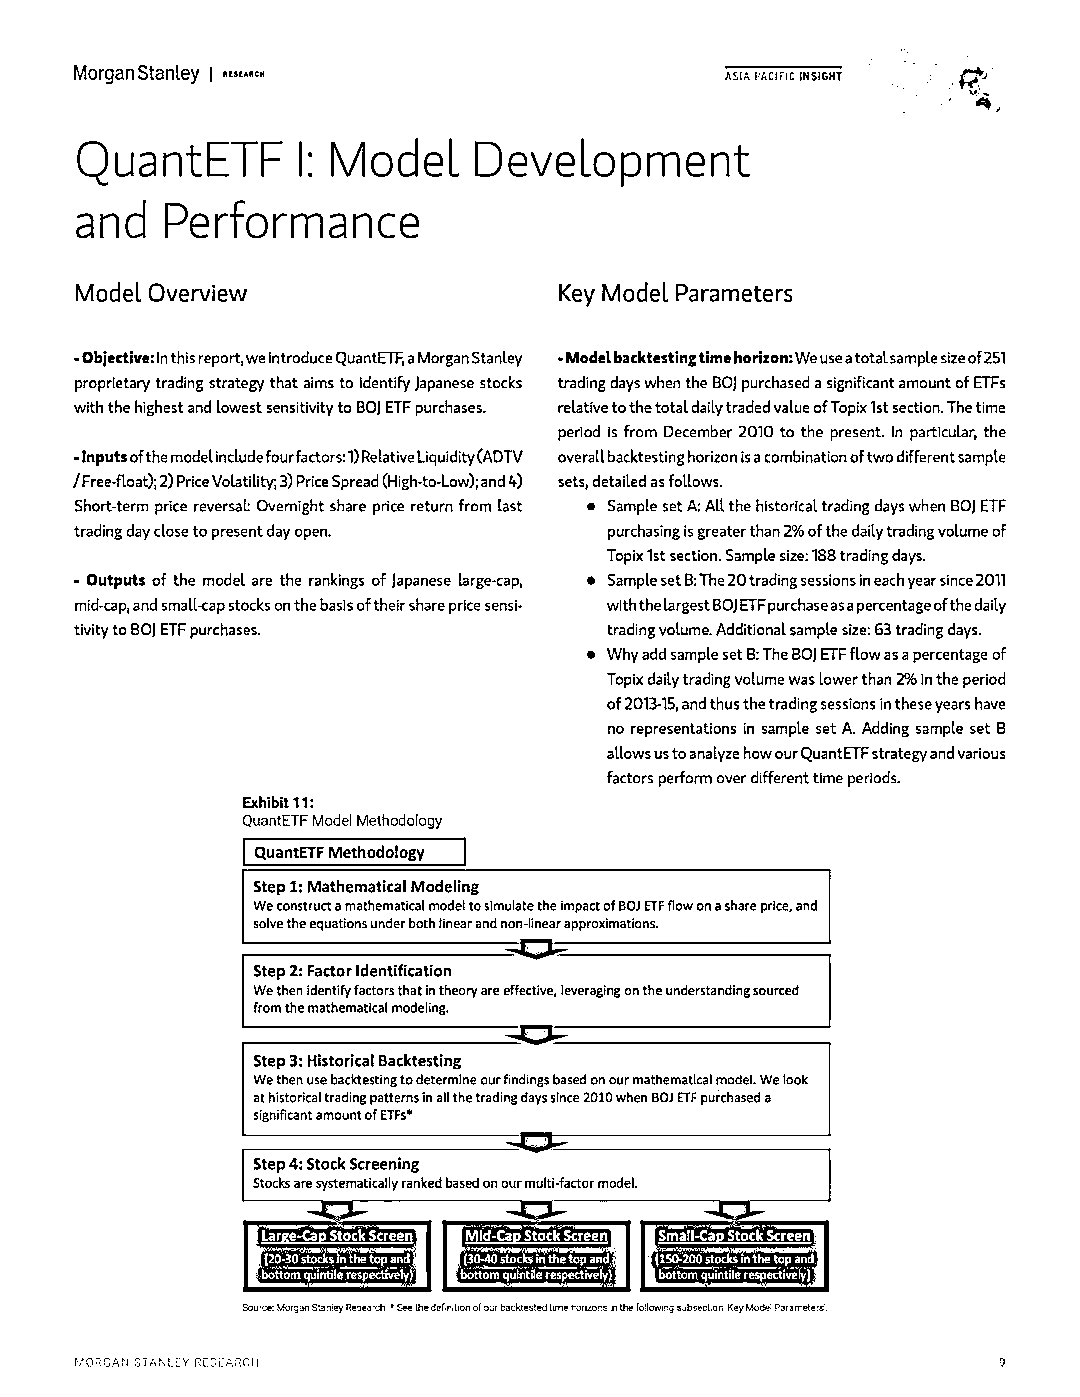 Morgan Stanley | RESEARCH
ASIA PACIFIC INSIGHT
QuantETF I: Model Development
and Performance
Model Overview
- Objective: In this report, we introduce QuantETF, a Morgan Stanley
proprietary trading strategy that aims to identify Japanese stocks
with the highest and lowest sensitivity to BOJ ETF purchases.
- Inputs of the model include four factors: 1) Relative Liquidity (ADTV
/ Free-float); 2) Price Volatility; 3) Price Spread (High-to-Low); and 4)
Short-term price reversal: Overnight share price return from last
trading day close to present day open.
- Outputs of the model are the rankings of Japanese large-cap,
mid-cap, and small-cap stocks on the basis of their share price sensi-
tivity to BOJ ETF purchases.
Key Model Parameters
- Model backtesting time horizon: We use a total sample size of 251
trading days when the BOJ purchased a significant amount of ETFs
relative to the total daily traded value of Topix 1st section. The time
period is from December 2010 to the present. In particular, the
overall backtesting horizon is a combination of two different sample
sets, detailed as follows.
● Sample set A: All the historical trading days when BOJ ETF
purchasing is greater than 2% of the daily trading volume of
Topix 1st section. Sample size: 188 trading days.
● Sample set B: The 20 trading sessions in each year since 2011
with the largest BOJ ETF purchase as a percentage of the daily
trading volume. Additional sample size: 63 trading days.
● Why add sample set B: The BOJ ETF flow as a percentage of
Topix daily trading volume was lower than 2% in the period
of 2013-15, and thus the trading sessions in these years have
no representations in sample set A. Adding sample set B
allows us to analyze how our QuantETF strategy and various
factors perform over different time periods.
Exhibit 11:
QuantETF Model Methodology
QuantETF Methodology
Step 1: Mathematical Modeling
We construct a mathematical model to simulate the impact of BOJ ETF flow on a share price, and
solve the equations under both linear and non-linear approximations.
Step 2: Factor Identification
We then identify factors that in theory are effective, leveraging on the understanding sourced
from the mathematical modeling.
Step 3: Historical Backtesting
We then use backtesting to determine our findings based on our mathematical model. We look
at historical trading patterns in all the trading days since 2010 when BOJ ETF purchased a
significant amount of ETFs*
Step 4: Stock Screening
Stocks are systematically ranked based on our multi-factor model.
Large-Cap Stock Screen
(20-30 stocks in the top and
bottom quintile respectively)
Mid-Cap Stock Screen
(30-40 stocks in the top and
bottom quintile respectively)
Small-Cap Stock Screen
(150-200 stocks in the top and
bottom quintile respectively)
Source: Morgan Stanley Research. * See the definition of our backtested time horizons in the following subsection 'Key Model Parameters'.
MORGAN STANLEY RESEARCH
9